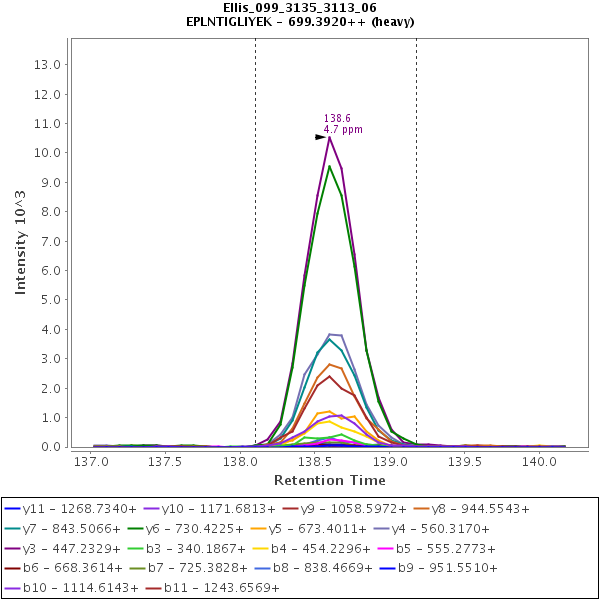 Ellis_099_3135_3113_06
EPLNTIGLIYEK - 699.3920++ (heavy)
138.6
4.7 ppm
Intensity 10^3
13.0
12.0
11.0
10.0
9.0
8.0
7.0
6.0
5.0
4.0
3.0
2.0
1.0
0.0
137.0 137.5 138.0 138.5 139.0 139.5 140.0
Retention Time
y11 - 1268.7340+ y10 - 1171.6813+ y9 - 1058.5972+ y8 - 944.5543+
y7 - 843.5066+ y6 - 730.4225+ y5 - 673.4011+ y4 - 560.3170+
y3 - 447.2329+ b3 - 340.1867+ b4 - 454.2296+ b5 - 555.2773+
b6 - 668.3614+ b7 - 725.3828+ b8 - 838.4669+ b9 - 951.5510+
b10 - 1114.6143+ b11 - 1243.6569+